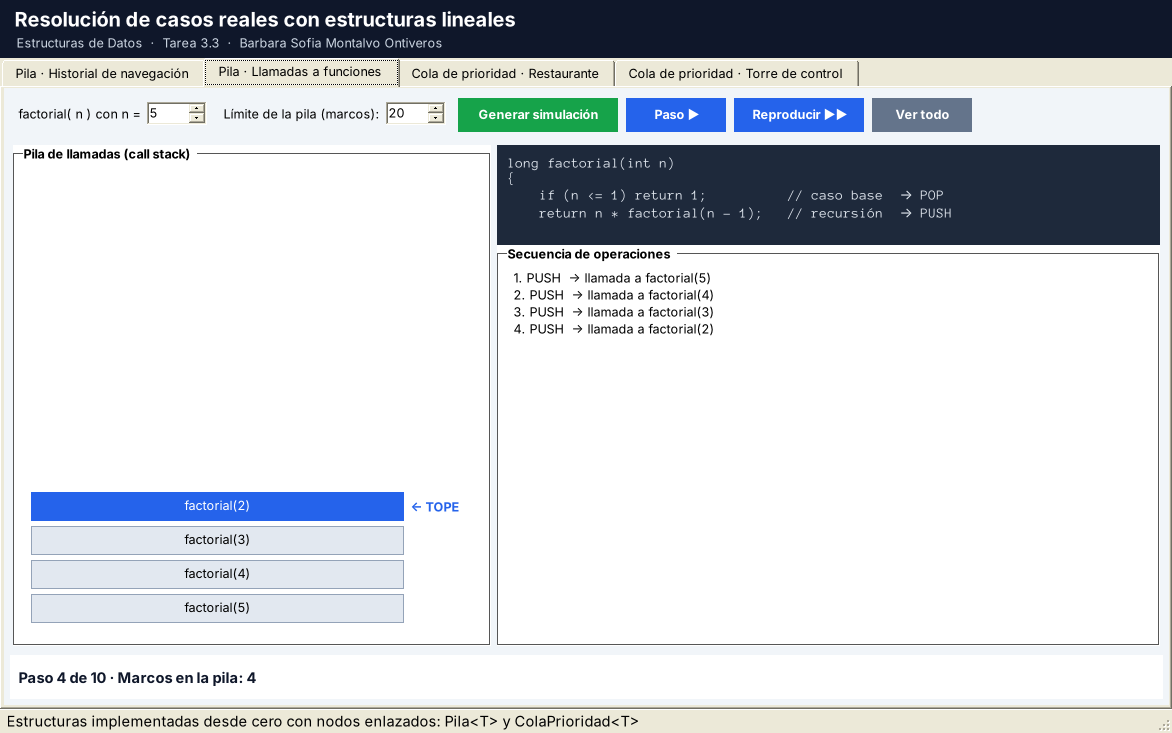 Resolución de casos reales con estructuras lineales
Estructuras de Datos · Tarea 3.3 · Barbara Sofia Montalvo Ontiveros
Pila · Historial de navegación
Pila · Llamadas a funciones
Cola de prioridad · Restaurante
Cola de prioridad · Torre de control
factorial( n ) con n = 5
Límite de la pila (marcos): 20
Generar simulación
Paso ▶
Reproducir ▶▶
Ver todo
Pila de llamadas (call stack)
factorial(2) ← TOPE
factorial(3)
factorial(4)
factorial(5)
long factorial(int n)
{
    if (n <= 1) return 1;          // caso base  → POP
    return n * factorial(n - 1);   // recursión  → PUSH
Secuencia de operaciones
1. PUSH → llamada a factorial(5)
2. PUSH → llamada a factorial(4)
3. PUSH → llamada a factorial(3)
4. PUSH → llamada a factorial(2)
Paso 4 de 10 · Marcos en la pila: 4
Estructuras implementadas desde cero con nodos enlazados: Pila<T> y ColaPrioridad<T>